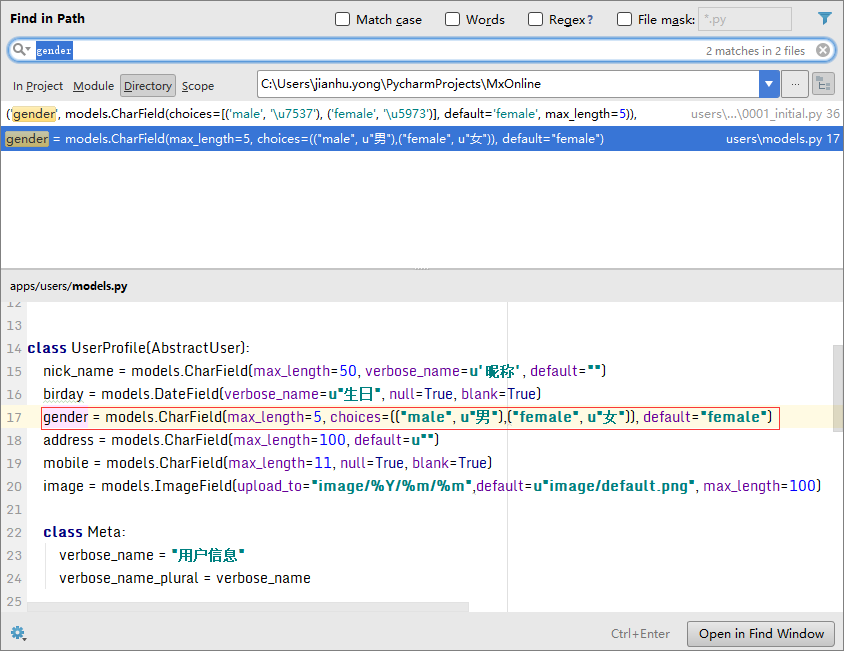 Find in Path
Match case
Words
Regex?
File mask:
*.py
gender
2 matches in 2 files
In Project Module Directory Scope
C:\Users\jianhu.yong\PycharmProjects\MxOnline
...
('gender', models.CharField(choices=[('male', '\u7537'), ('female', '\u5973')], default='female', max_length=5)), users\...\0001_initial.py 36
gender = models.CharField(max_length=5, choices=(("male", u"男"),("female", u"女")), default="female") users\models.py 17
apps/users/models.py
12
13
14 class UserProfile(AbstractUser):
15 nick_name = models.CharField(max_length=50, verbose_name=u'昵称', default="")
16 birday = models.DateField(verbose_name=u"生日", null=True, blank=True)
17 gender = models.CharField(max_length=5, choices=(("male", u"男"),("female", u"女")), default="female")
18 address = models.CharField(max_length=100, default=u"")
19 mobile = models.CharField(max_length=11, null=True, blank=True)
20 image = models.ImageField(upload_to="image/%Y/%m/%m",default=u"image/default.png", max_length=100)
21
22 class Meta:
23 verbose_name = "用户信息"
24 verbose_name_plural = verbose_name
25
Ctrl+Enter
Open in Find Window